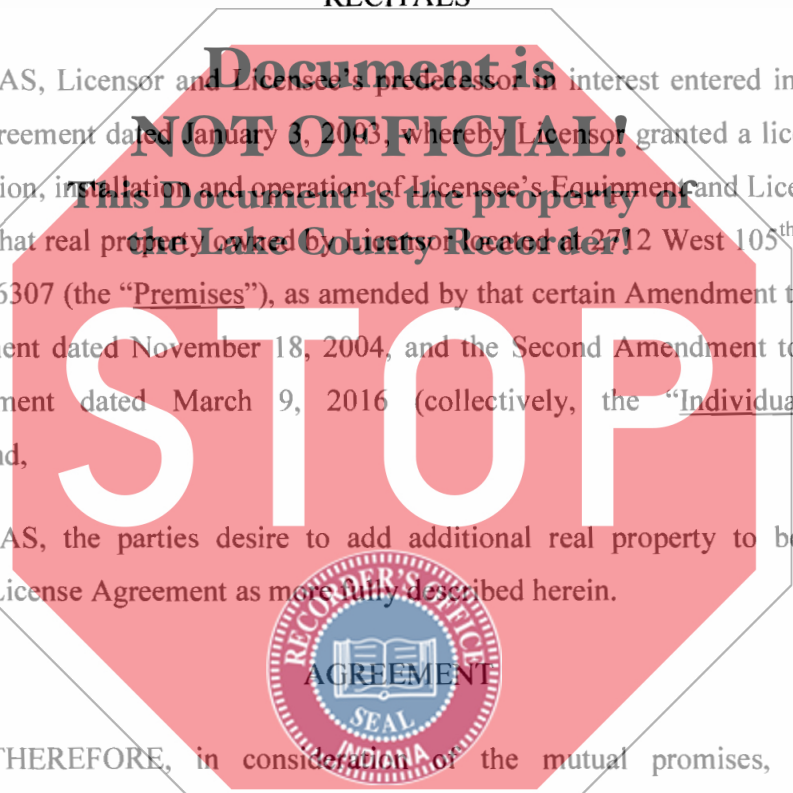 RECITALS
Document is
AS, Licensor and Licensee's predecessor in interest entered in
NOT OFFICIAL!
reement dated January 3, 2003, whereby Licensor granted a lic
This Document is the property of
ion, installation and operation of Licensee's Equipment and Lice
the Lake County Recorder!
hat real property owned by Licensor located at 2712 West 105th
6307 (the “Premises”), as amended by that certain Amendment t
ent dated November 18, 2004, and the Second Amendment to
ment dated March 9, 2016 (collectively, the “Individua
nd,
STOP
AS, the parties desire to add additional real property to be
License Agreement as more fully described herein.
RECORDER'S OFFICE
AGREEMENT
SEAL
INDIANA
THEREFORE, in consideration of the mutual promises,